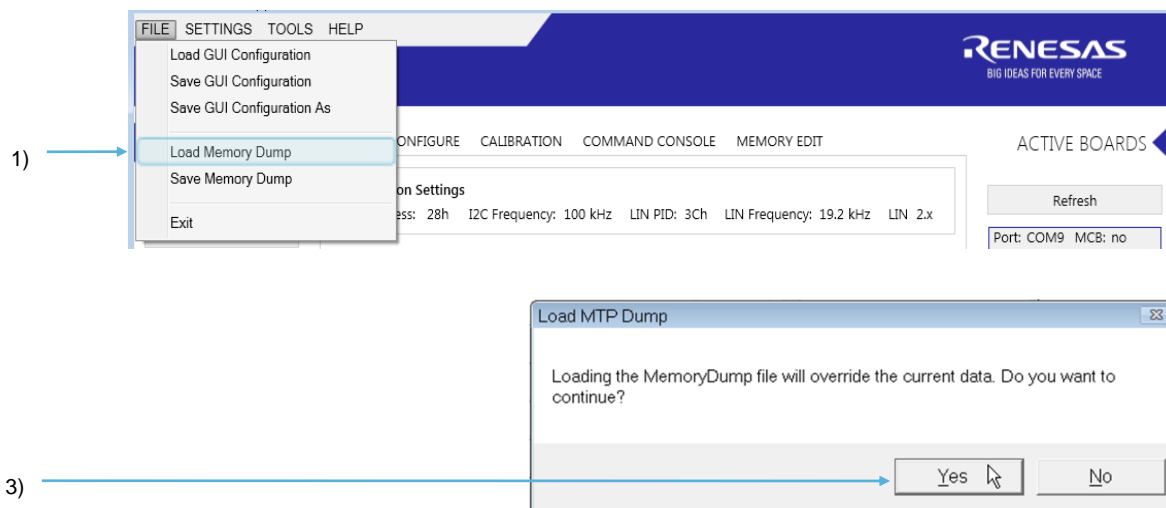 FILE SETTINGS TOOLS HELP
Load GUI Configuration
Save GUI Configuration
Save GUI Configuration As
Load Memory Dump
Save Memory Dump
Exit
RENESAS
BIG IDEAS FOR EVERY SPACE
ONFIGURE CALIBRATION COMMAND CONSOLE MEMORY EDIT
ACTIVE BOARDS
1)
on Settings
ess: 28h I2C Frequency: 100 kHz LIN PID: 3Ch LIN Frequency: 19.2 kHz LIN 2.x
Refresh
Port: COM9 MCB: no
Load MTP Dump
Loading the MemoryDump file will override the current data. Do you want to
continue?
3)
Yes No